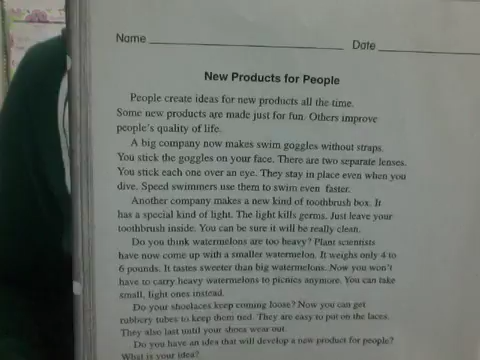 Name Date
New Products for People
People create ideas for new products all the time.
Some new products are made just for fun. Others improve
people's quality of life.
A big company now makes swim goggles without straps.
You stick the goggles on your face. There are two separate lenses.
You stick each one over an eye. They stay in place even when you
dive. Speed swimmers use them to swim even faster.
Another company makes a new kind of toothbrush box. It
has a special kind of light. The light kills germs. Just leave your
toothbrush inside. You can be sure it will be really clean.
Do you think watermelons are too heavy? Plant scientists
have now come up with a smaller watermelon. It weighs only 4 to
6 pounds. It tastes sweeter than big watermelons. Now you won't
have to carry heavy watermelons to picnics anymore. You can take
small, light ones instead.
Do your shoelaces keep coming loose? Now you can get
rubbery tubes to keep them tied. They are easy to put on the laces.
They also last until your shoes wear out.
Do you have an idea that will develop a new product for people?
What is your idea?